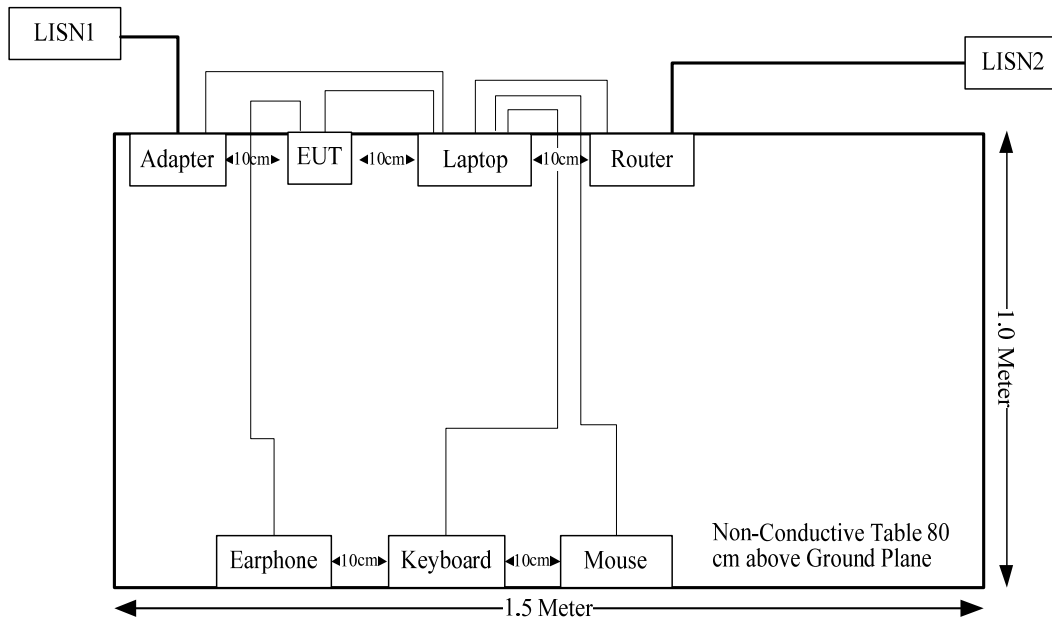 LISN1
LISN2
Adapter
10cm
EUT
10cm
Laptop
10cm
Router
1.0 Meter
Earphone
10cm
Keyboard
10cm
Mouse
Non-Conductive Table 80
cm above Ground Plane
1.5 Meter